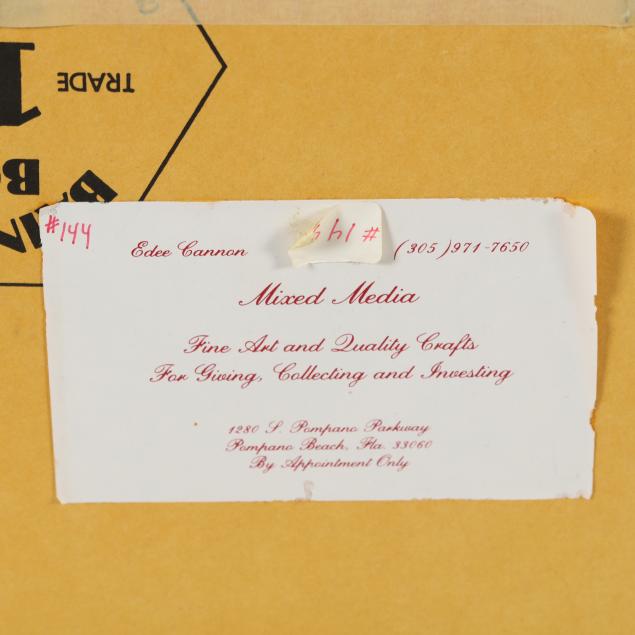 TRADE
1
#144
# 144
Edee Cannon (305) 971-7650
Mixed Media
Fine Art and Quality Crafts
For Giving, Collecting and Investing
1280 S. Pompano Parkway
Pompano Beach, Fla. 33060
By Appointment Only